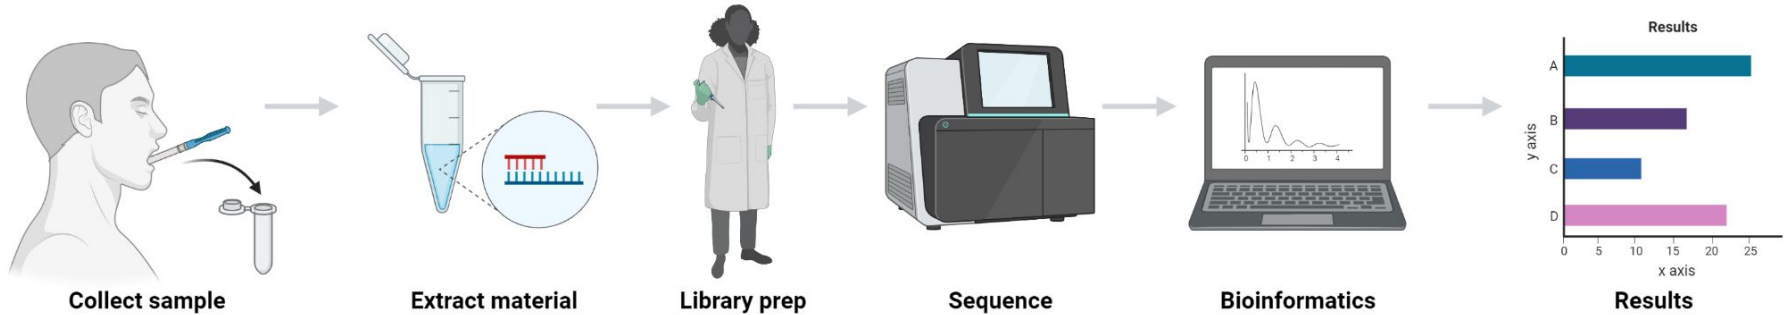 Collect sample
Extract material
Library prep
Sequence
0 1 2 3 4
Bioinformatics
Results
y axis
A
B
C
D
0 5 10 15 20 25
x axis
Results